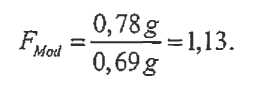 F_Mod = 0,78 g / 0,69 g = 1,13.